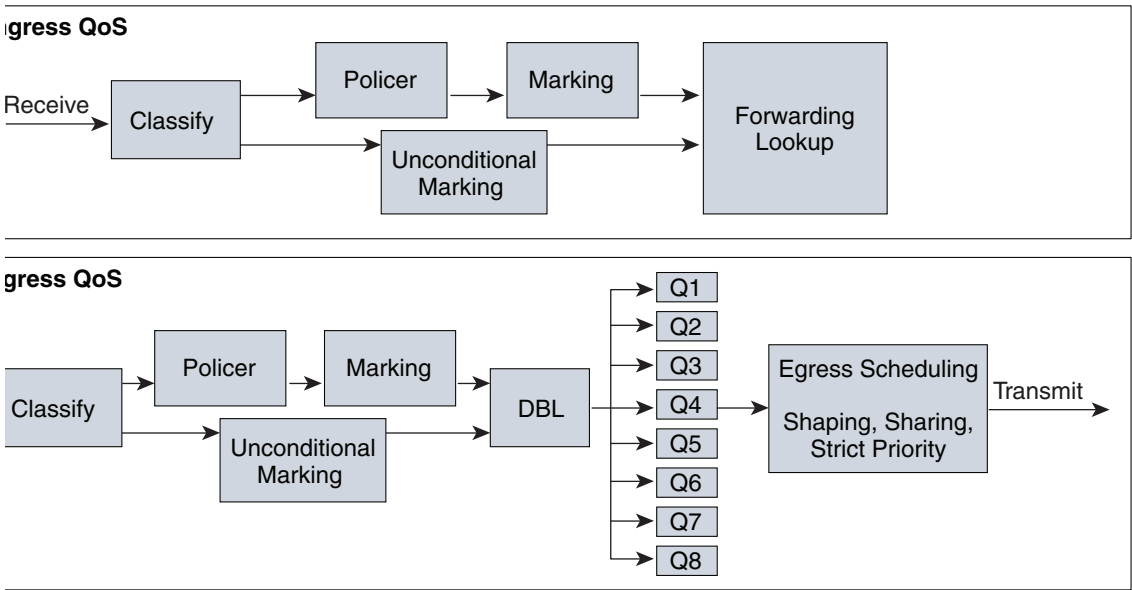 gress QoS
Receive
Classify
Policer
Marking
Unconditional
Marking
Forwarding
Lookup
gress QoS
Classify
Policer
Marking
Unconditional
Marking
DBL
Q1
Q2
Q3
Q4
Q5
Q6
Q7
Q8
Egress Scheduling
Shaping, Sharing,
Strict Priority
Transmit